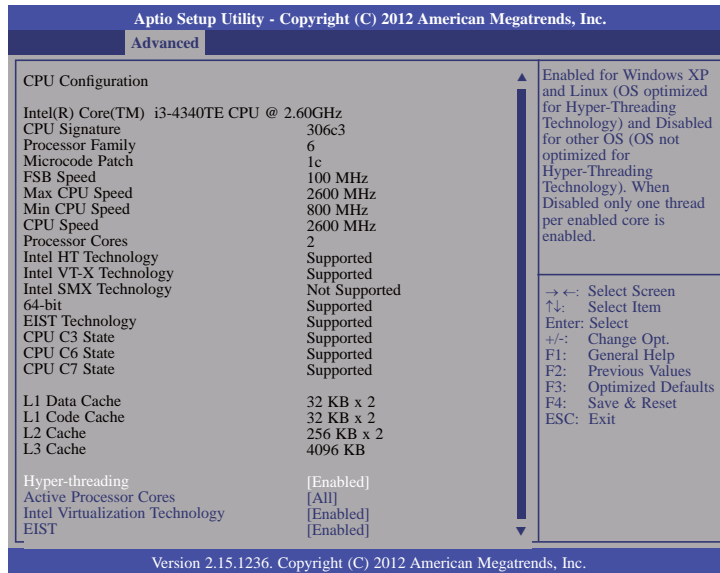 Aptio Setup Utility - Copyright (C) 2012 American Megatrends, Inc.
Advanced
CPU Configuration
Intel(R) Core(TM) i3-4340TE CPU @ 2.60GHz
CPU Signature 306c3
Processor Family 6
Microcode Patch 1c
FSB Speed 100 MHz
Max CPU Speed 2600 MHz
Min CPU Speed 800 MHz
CPU Speed 2600 MHz
Processor Cores 2
Intel HT Technology Supported
Intel VT-X Technology Supported
Intel SMX Technology Not Supported
64-bit Supported
EIST Technology Supported
CPU C3 State Supported
CPU C6 State Supported
CPU C7 State Supported
L1 Data Cache 32 KB x 2
L1 Code Cache 32 KB x 2
L2 Cache 256 KB x 2
L3 Cache 4096 KB
Hyper-threading [Enabled]
Active Processor Cores [All]
Intel Virtualization Technology [Enabled]
EIST [Enabled]
Enabled for Windows XP
and Linux (OS optimized
for Hyper-Threading
Technology) and Disabled
for other OS (OS not
optimized for
Hyper-Threading
Technology). When
Disabled only one thread
per enabled core is
enabled.
→ ←: Select Screen
↑↓: Select Item
Enter: Select
+/-: Change Opt.
F1: General Help
F2: Previous Values
F3: Optimized Defaults
F4: Save & Reset
ESC: Exit
Version 2.15.1236. Copyright (C) 2012 American Megatrends, Inc.